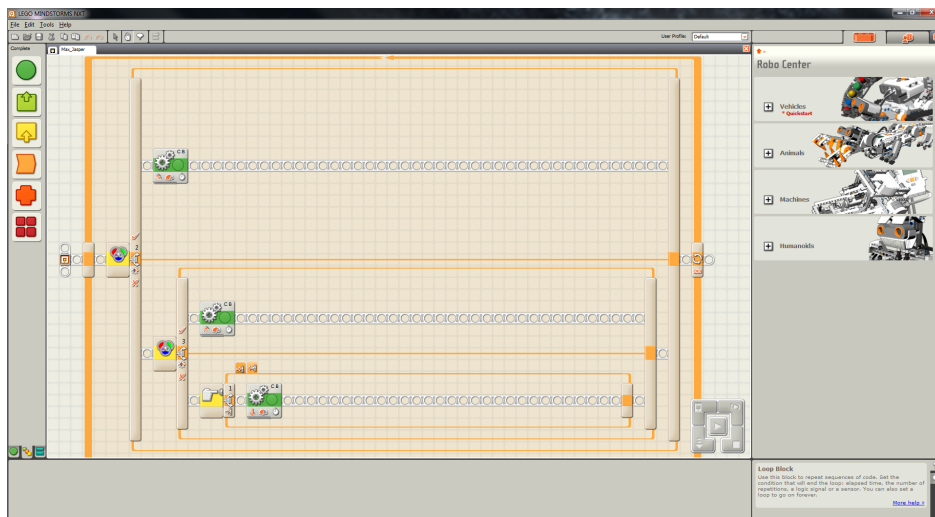 LEGO MINDSTORMS NXT
File Edit Tools Help
User Profile: Default
Complete
Max_Jasper
Robo Center
Vehicles
* Quickstart
Animals
Machines
Humanoids
C B
2
C B
3
1
C B
Loop Block
Use this block to repeat sequences of code. Set the
condition that will end the loop: elapsed time, the number of
repetitions, a logic signal or a sensor. You can also set a
loop to go on forever.
More help >